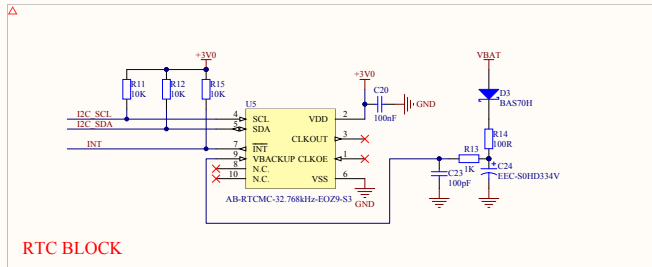 +3V0
R11
10K
R12
10K
R15
10K
I2C_SCL
I2C_SDA
INT
U5
4 SCL VDD 2
5 SDA
CLKOUT 3
7 INT
9 VBACKUP CLKOE 1
8 N.C.
10 N.C. VSS 6
AB-RTCMC-32.768kHz-EOZ9-S3
+3V0
C20
100nF
GND
GND
VBAT
D3
BAS70H
R14
100R
R13
1K
C23
100pF
C24
EEC-S0HD334V
+
RTC BLOCK